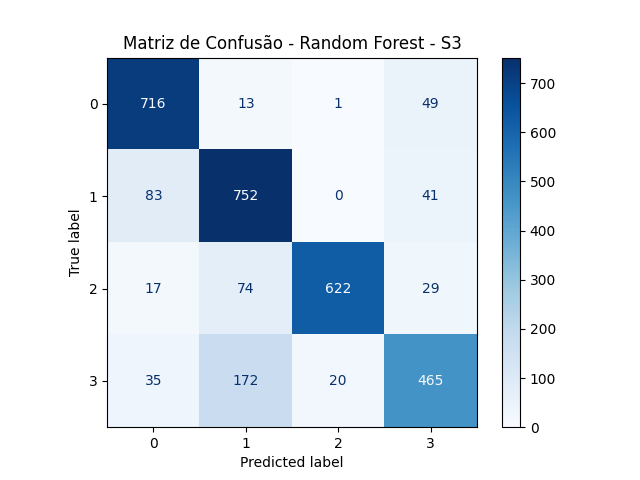 Matriz de Confusão - Random Forest - S3
0 716 13 1 49
1 83 752 0 41
2 17 74 622 29
3 35 172 20 465
0 1 2 3
Predicted label
True label
700
600
500
400
300
200
100
0